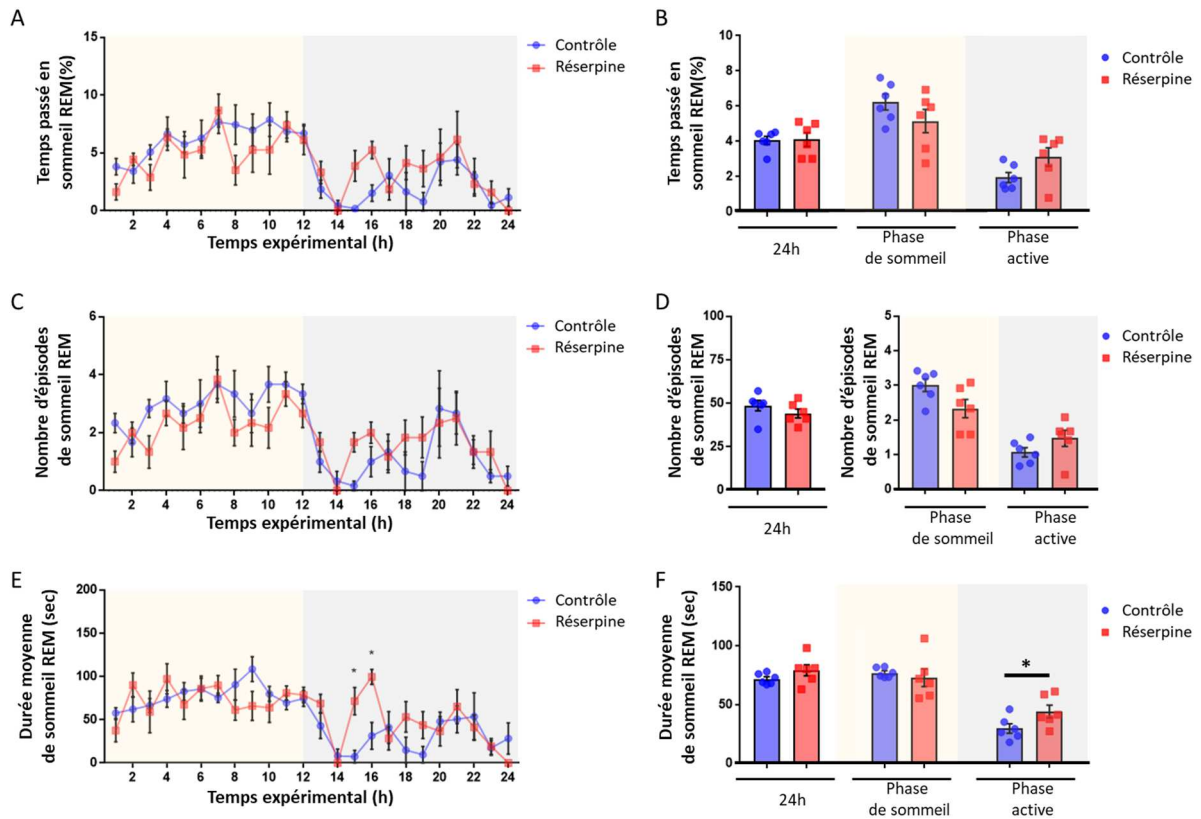 A
Temps passé en
sommeil REM(%)
15
10
5
0
2 4 6 8 10 12 14 16 18 20 22 24
Temps expérimental (h)
Contrôle
Réserpine
B
Temps passé en
sommeil REM(%)
10
8
6
4
2
0
24h
Phase
de sommeil
Phase
active
Contrôle
Réserpine
C
Nombre d'épisodes
de sommeil REM
6
4
2
0
2 4 6 8 10 12 14 16 18 20 22 24
Temps expérimental (h)
Contrôle
Réserpine
D
Nombre d'épisodes
de sommeil REM
100
75
50
25
0
24h
Nombre d'épisodes
de sommeil REM
5
4
3
2
1
0
Phase
de sommeil
Phase
active
Contrôle
Réserpine
E
Durée moyenne
de sommeil REM (sec)
200
150
100
50
0
* *
2 4 6 8 10 12 14 16 18 20 22 24
Temps expérimental (h)
Contrôle
Réserpine
F
Durée moyenne
de sommeil REM (sec)
150
100
50
0
*
24h
Phase
de sommeil
Phase
active
Contrôle
Réserpine